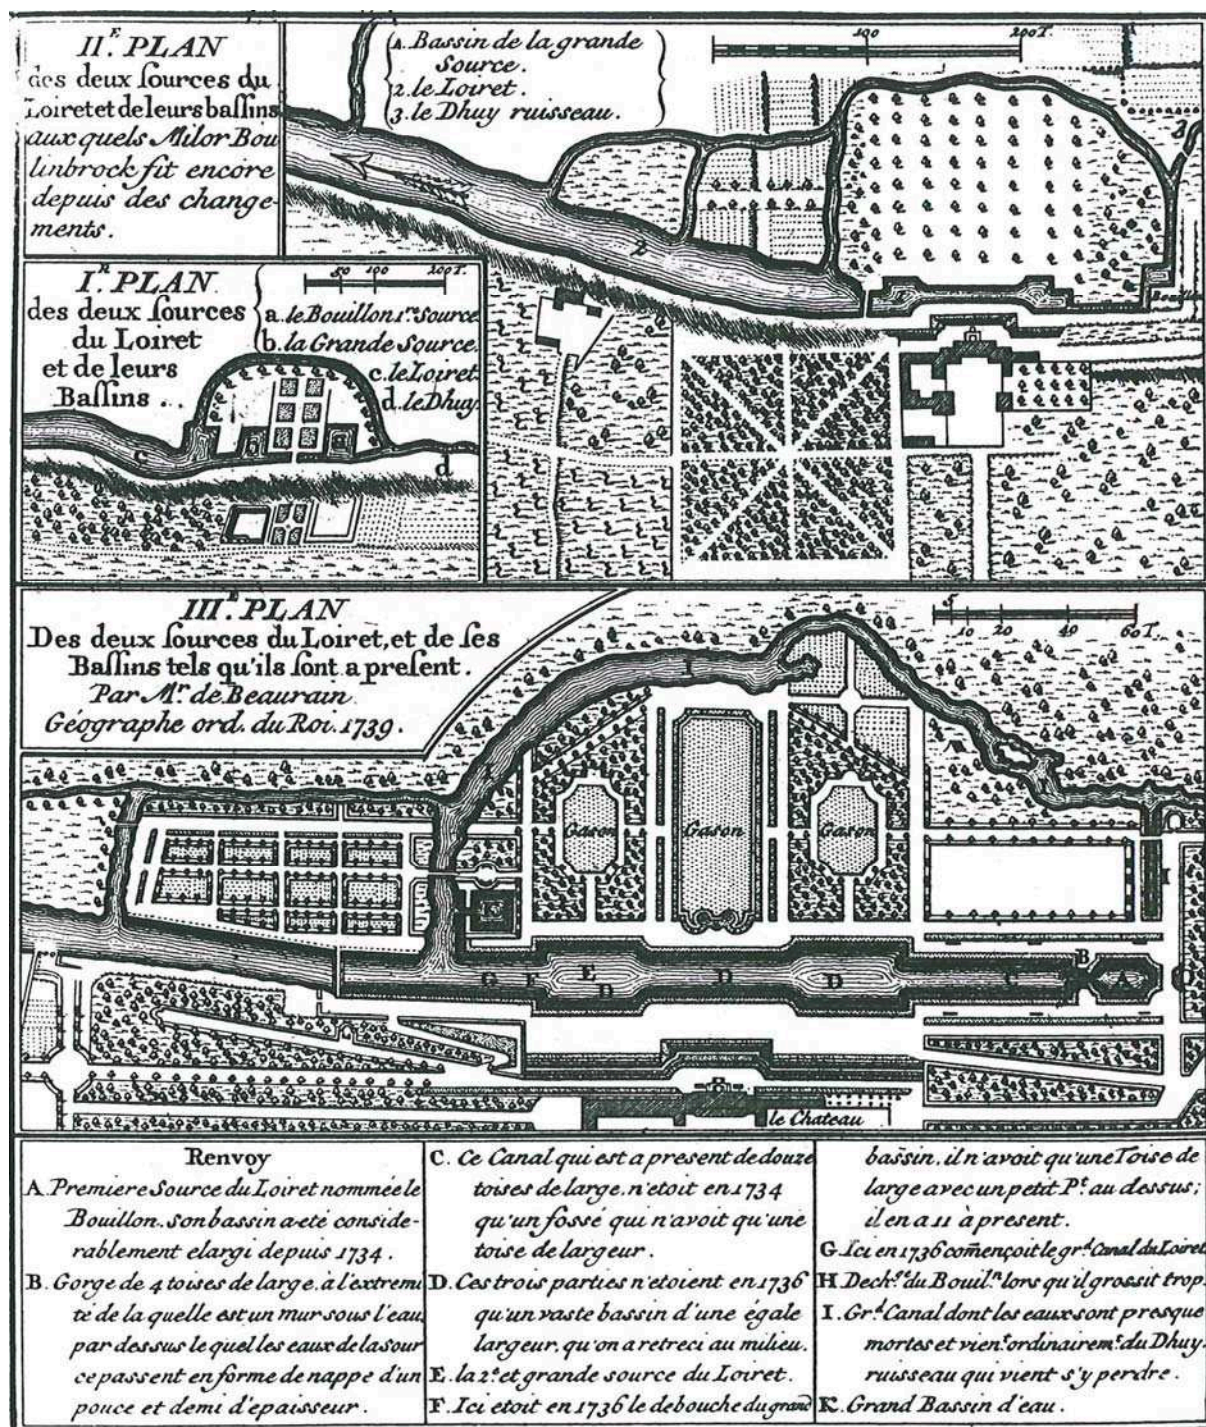 II.ᴱ PLAN
des deux sources du
Loiret et de leurs bassins
aux quels Milor Bou
linbrock fit encore
depuis des change-
ments.
A. Bassin de la grande
Source.
2. le Loiret.
3. le Dhuy ruisseau.
100 200T.
2
3
Bouillon
I.ᴿ PLAN
des deux sources
du Loiret
et de leurs
Bassins ..
50 100 200T.
a. le Bouillon 1.ʳᵉ Source
b. la Grande Source.
c. le Loiret
d. le Dhuy.
c
b
a
d
III.ᴱ PLAN
Des deux sources du Loiret, et de ses
Bassins tels qu'ils sont a present.
Par M.ʳ de Beaurain
Géographe ord. du Roi. 1739.
5
10 20 40 60T.
I
I
I
Gason
Gason
Gason
K
I
G F E D D D C B A
le Chateau
Renvoy
A. Premiere Source du Loiret nommée le
Bouillon. son bassin a eté conside-
rablement elargi depuis 1734.
B. Gorge de 4 toises de large, à l'extremi
té de la quelle est un mur sous l'eau,
par dessus le quel les eaux de la sour
ce passent en forme de nappe d'un
pouce et demi d'epaisseur.
C. Ce Canal qui est a present de douze
toises de large, n'etoit en 1734
qu'un fossé qui n'avoit qu'une
toise de largeur.
D. Ces trois parties n'etoient en 1736
qu'un vaste bassin d'une égale
largeur, qu'on a retreci au milieu.
E. la 2.ᵉ et grande source du Loiret.
F. Ici etoit en 1736 le debouche du grand
bassin, il n'avoit qu'une Toise de
large avec un petit P.ᵗ au dessus;
il en a 11 à present.
G. Ici en 1736 com̄ençoit le gr.ᵈ Canal du Loiret
H. Dech.ᵍᵉ du Bouil.ⁿ lors qu'il grossit trop.
I. Gr.ᵈ Canal dont les eaux sont presque
mortes et vien.ᵗ ordinairem.ᵗ du Dhuy.
ruisseau qui vient s'y perdre.
K. Grand Bassin d'eau.